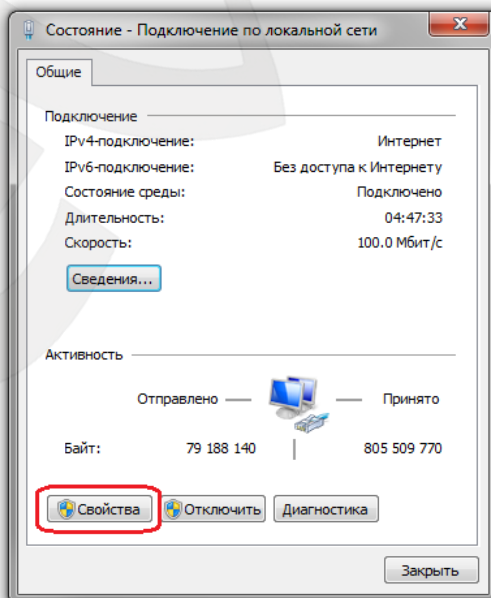 Состояние - Подключение по локальной сети
Общие
Подключение
IPv4-подключение: Интернет
IPv6-подключение: Без доступа к Интернету
Состояние среды: Подключено
Длительность: 04:47:33
Скорость: 100.0 Мбит/с
Сведения...
Активность
Отправлено — — Принято
Байт: 79 188 140 | 805 509 770
Свойства Отключить Диагностика
Закрыть